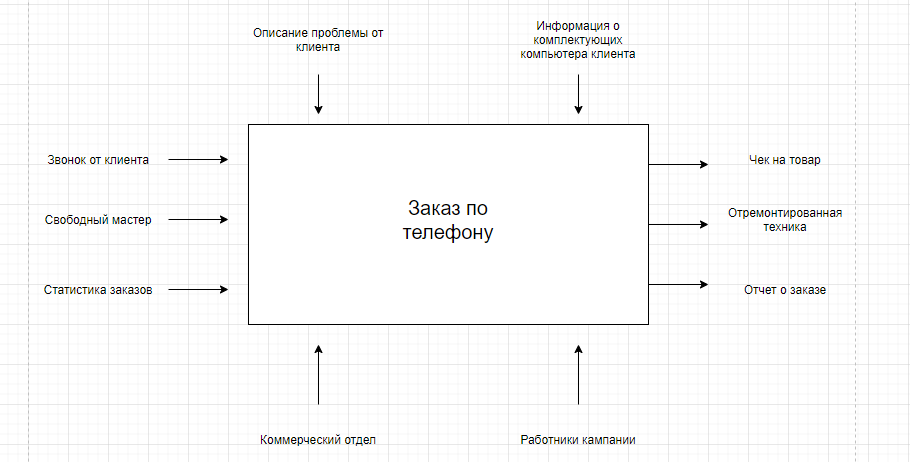 Описание проблемы от
клиента
Информация о
комплектующих
компьютера клиента
Звонок от клиента
Свободный мастер
Статистика заказов
Заказ по
телефону
Чек на товар
Отремонтированная
техника
Отчет о заказе
Коммерческий отдел
Работники кампании